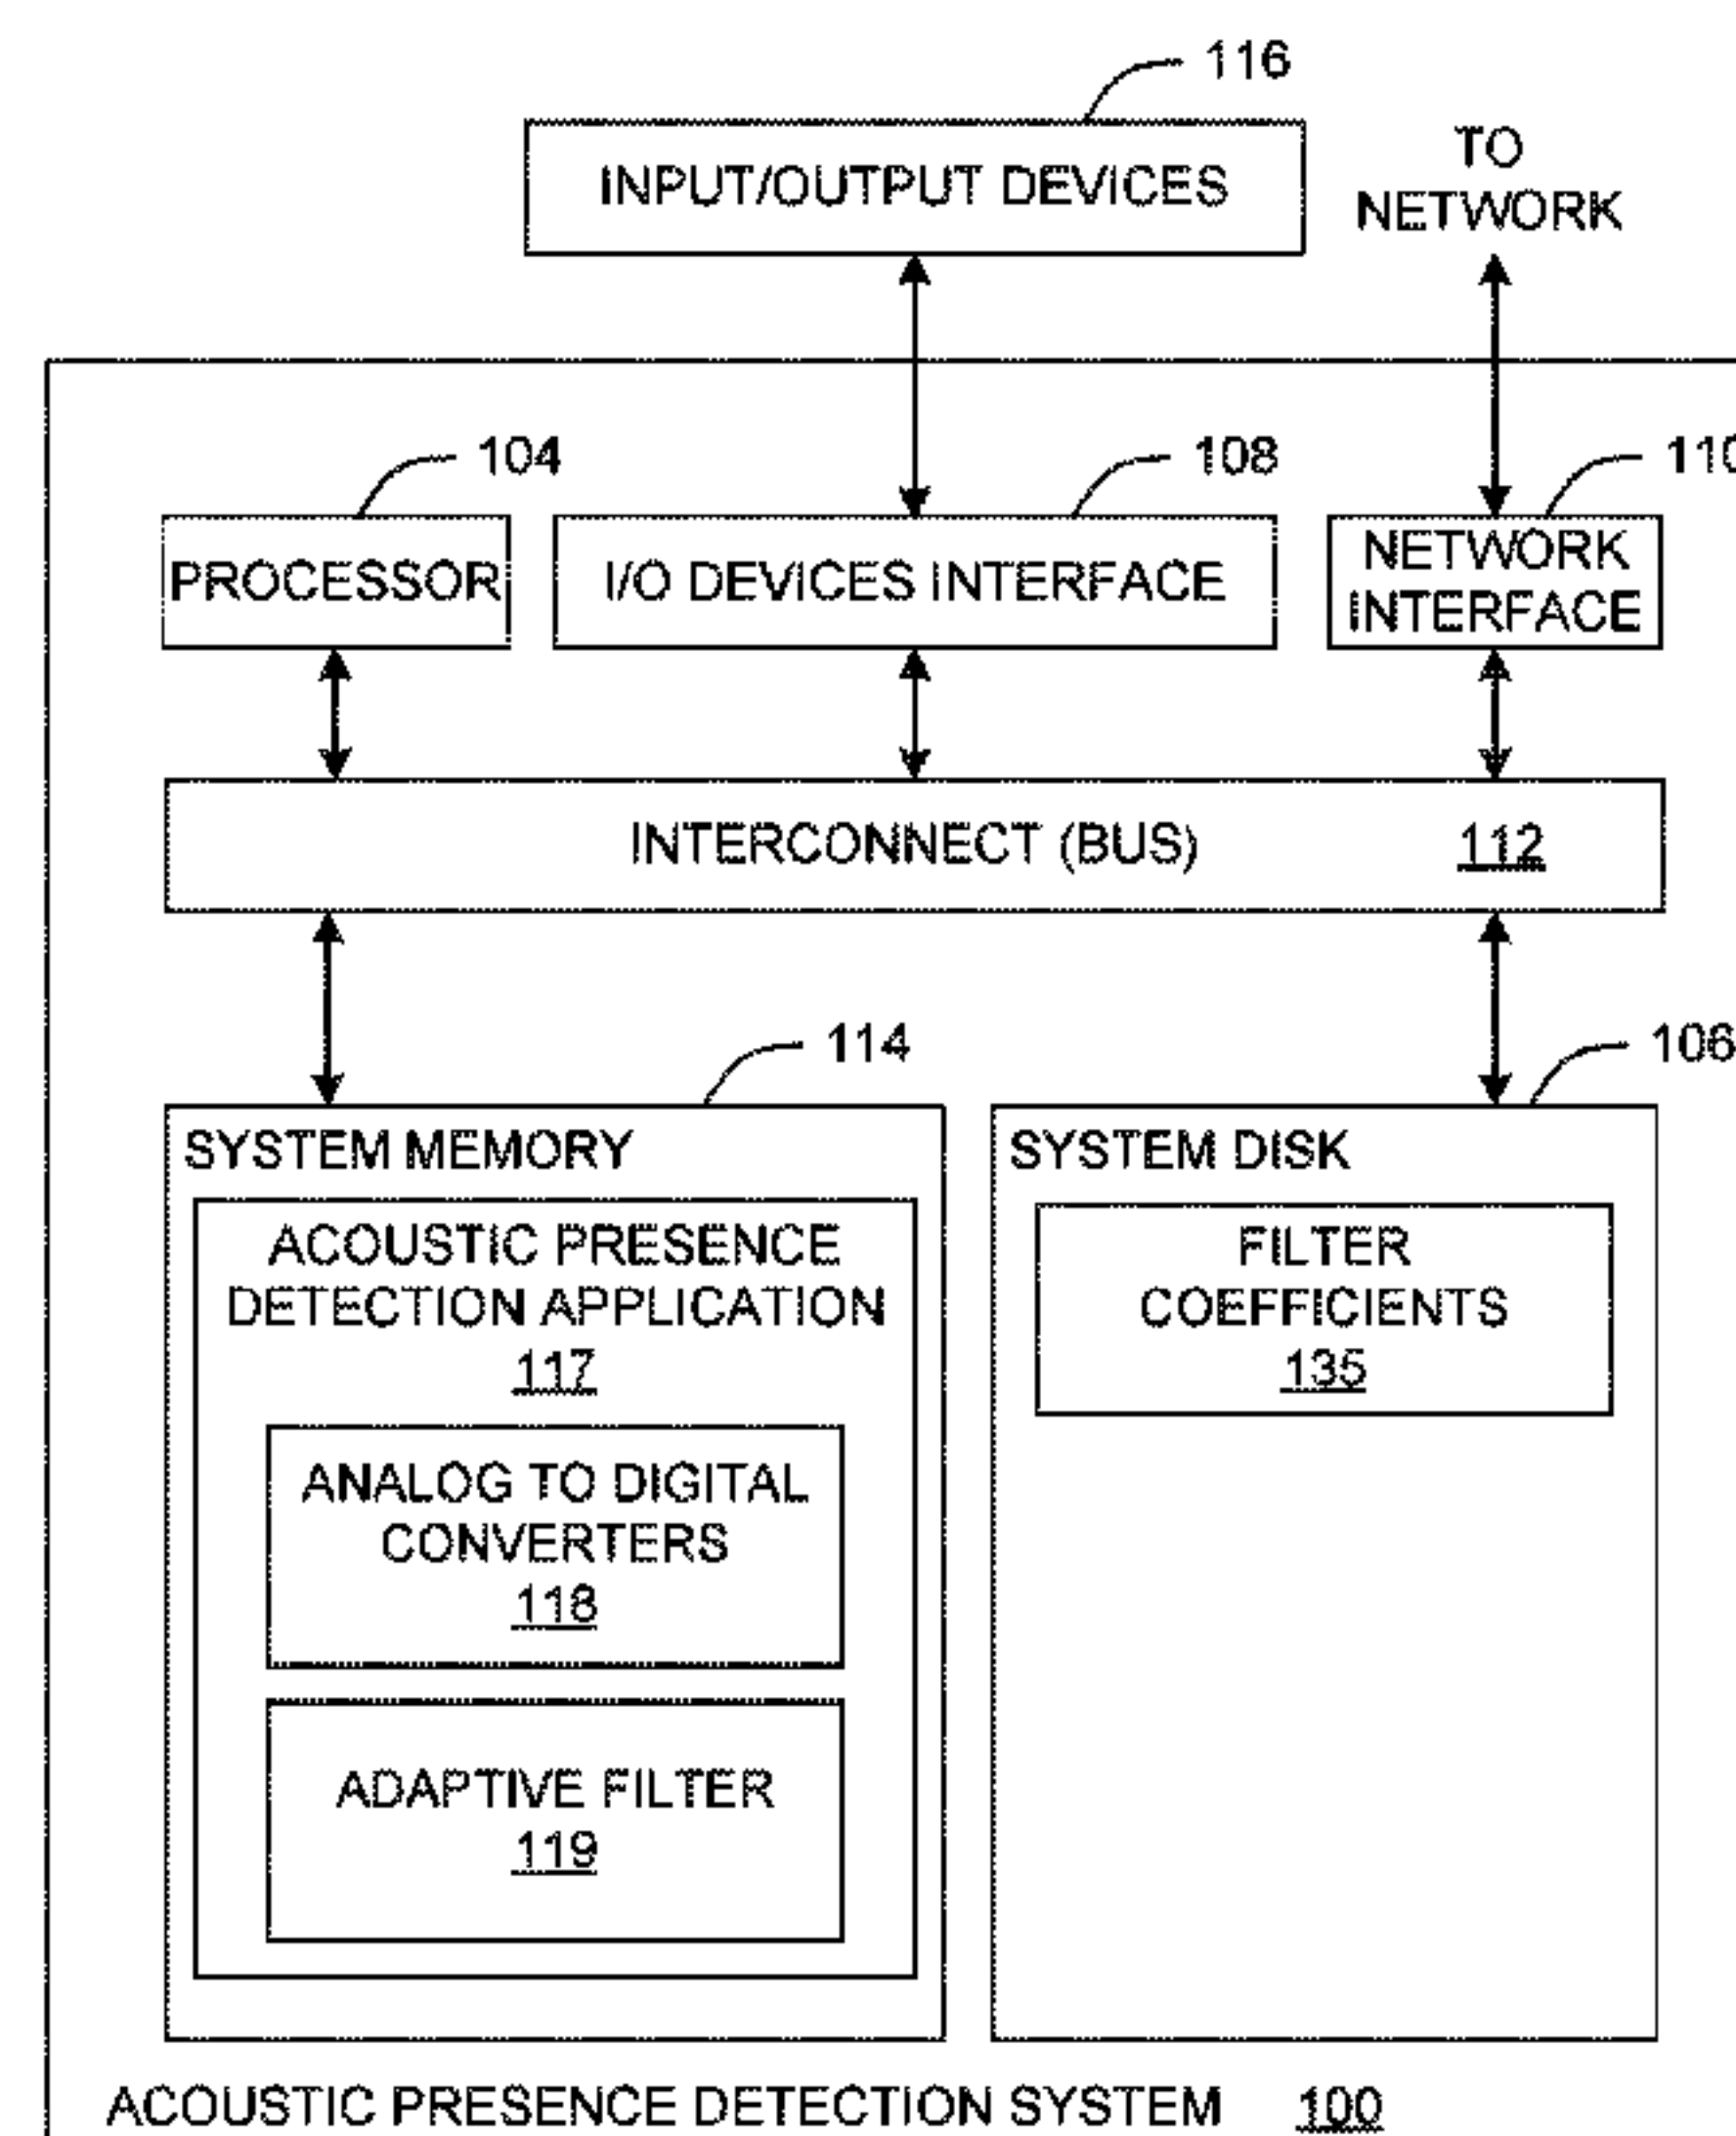 116
INPUT/OUTPUT DEVICES
TO
NETWORK
104
108
110
PROCESSOR
I/O DEVICES INTERFACE
NETWORK
INTERFACE
INTERCONNECT (BUS) 112
114
106
SYSTEM MEMORY
ACOUSTIC PRESENCE
DETECTION APPLICATION
117
ANALOG TO DIGITAL
CONVERTERS
118
ADAPTIVE FILTER
119
SYSTEM DISK
FILTER
COEFFICIENTS
135
ACOUSTIC PRESENCE DETECTION SYSTEM 100